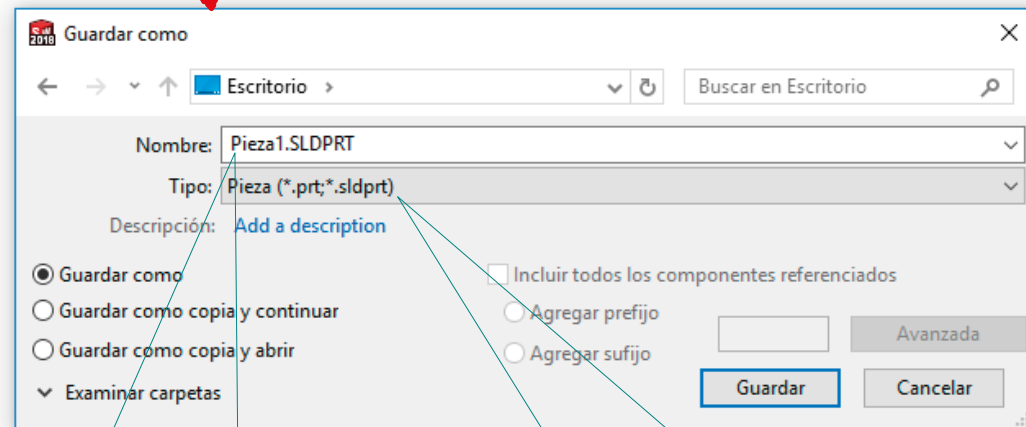 SW 2018 Guardar como
Escritorio
Buscar en Escritorio
Nombre: Pieza1.SLDPRT
Tipo: Pieza (*.prt;*.sldprt)
Descripción: Add a description
Guardar como
Incluir todos los componentes referenciados
Guardar como copia y continuar
Agregar prefijo
Avanzada
Guardar como copia y abrir
Agregar sufijo
Examinar carpetas
Guardar
Cancelar